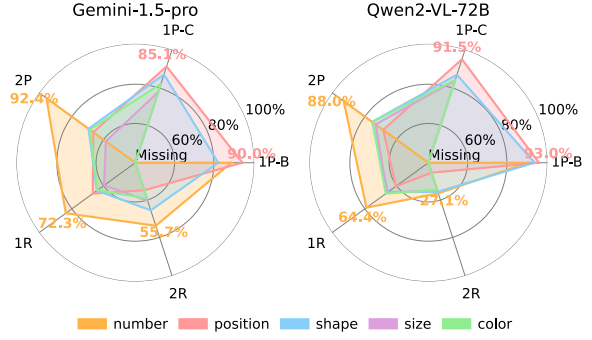 Gemini-1.5-pro
1P-C
85.1%
2P
92.4%
100%
80%
60%
Missing
90.0%
1P-B
72.3%
1R
55.7%
2R
Qwen2-VL-72B
1P-C
91.5%
2P
88.0%
100%
80%
60%
Missing
93.0%
1P-B
64.4%
1R
27.1%
2R
number position shape size color